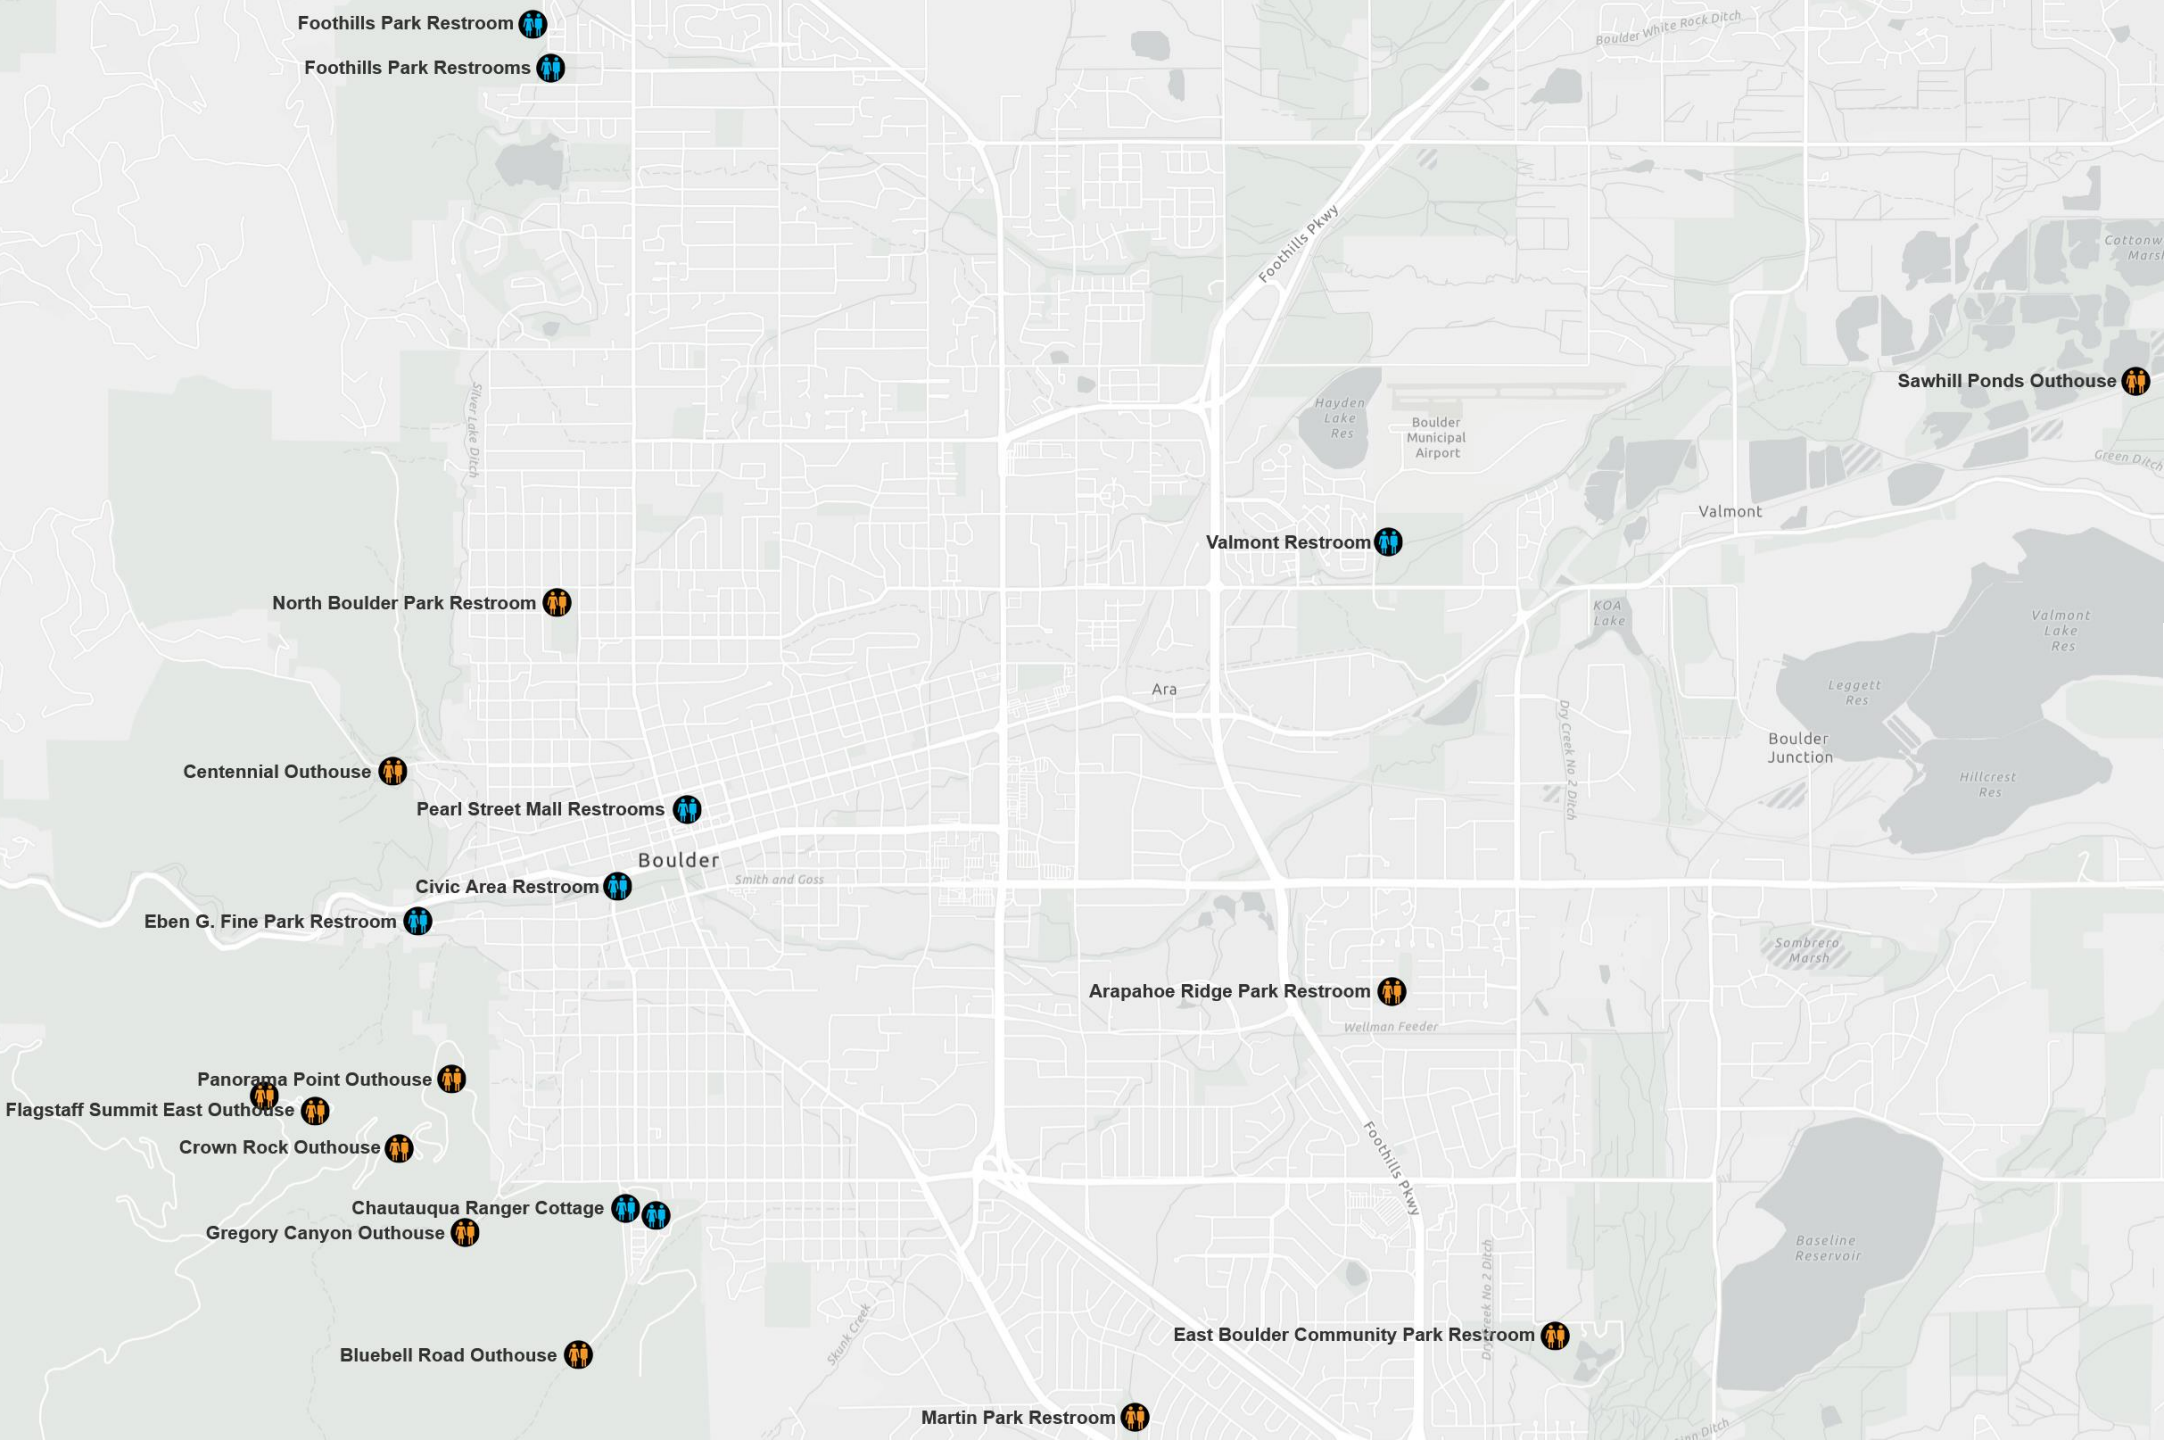 Foothills Park Restroom
Boulder White Rock Ditch
Foothills Park Restrooms
Foothills Pkwy
Cottonw
Marsh
Sawhill Ponds Outhouse
Silver Lake Ditch
Hayden
Lake
Res
Boulder
Municipal
Airport
Green Ditch
Valmont
Valmont Restroom
North Boulder Park Restroom
KOA
Lake
Valmont
Lake
Res
Ara
Leggett
Res
Dry Creek No 2 Ditch
Boulder
Junction
Centennial Outhouse
Hillcrest
Res
Pearl Street Mall Restrooms
Boulder
Smith and Goss
Civic Area Restroom
Eben G. Fine Park Restroom
Sombrero
Marsh
Arapahoe Ridge Park Restroom
Wellman Feeder
Panorama Point Outhouse
Flagstaff Summit East Outhouse
Crown Rock Outhouse
Foothills Pkwy
Chautauqua Ranger Cottage
Gregory Canyon Outhouse
Baseline
Reservoir
Dry Creek No 2 Ditch
Skunk Creek
East Boulder Community Park Restroom
Bluebell Road Outhouse
Martin Park Restroom
Ditch